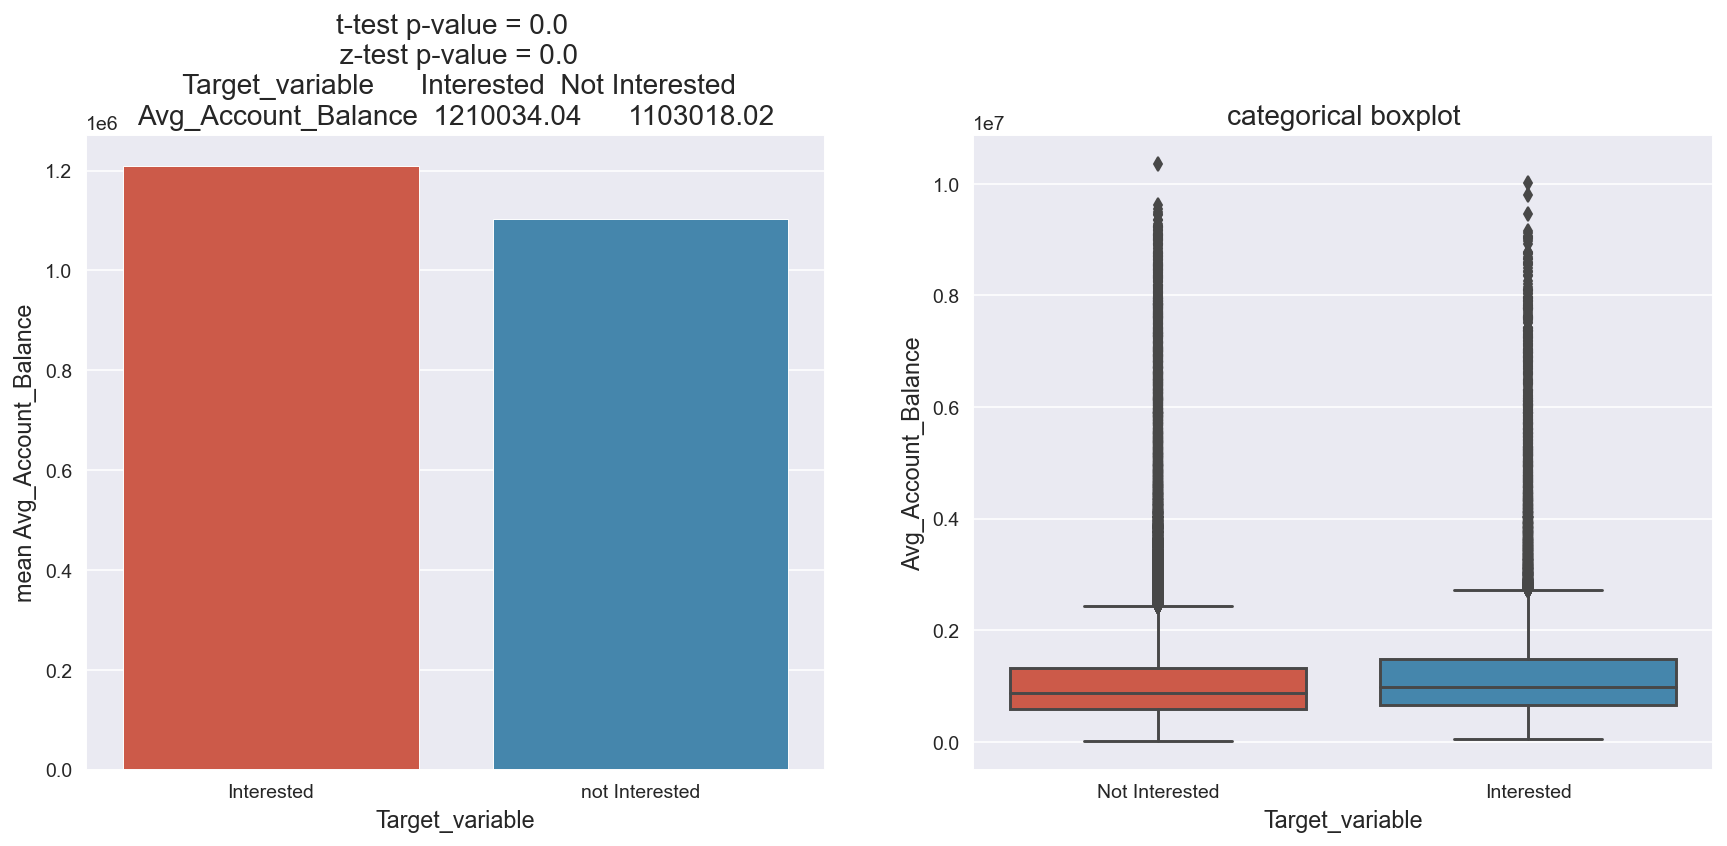 t-test p-value = 0.0
z-test p-value = 0.0
Target_variable Interested Not Interested
Avg_Account_Balance 1210034.04 1103018.02
1e6
1.2
1.0
0.8
0.6
0.4
0.2
0.0
mean Avg_Account_Balance
Interested not Interested
Target_variable
categorical boxplot
1e7
1.0
0.8
0.6
0.4
0.2
0.0
Avg_Account_Balance
Not Interested Interested
Target_variable